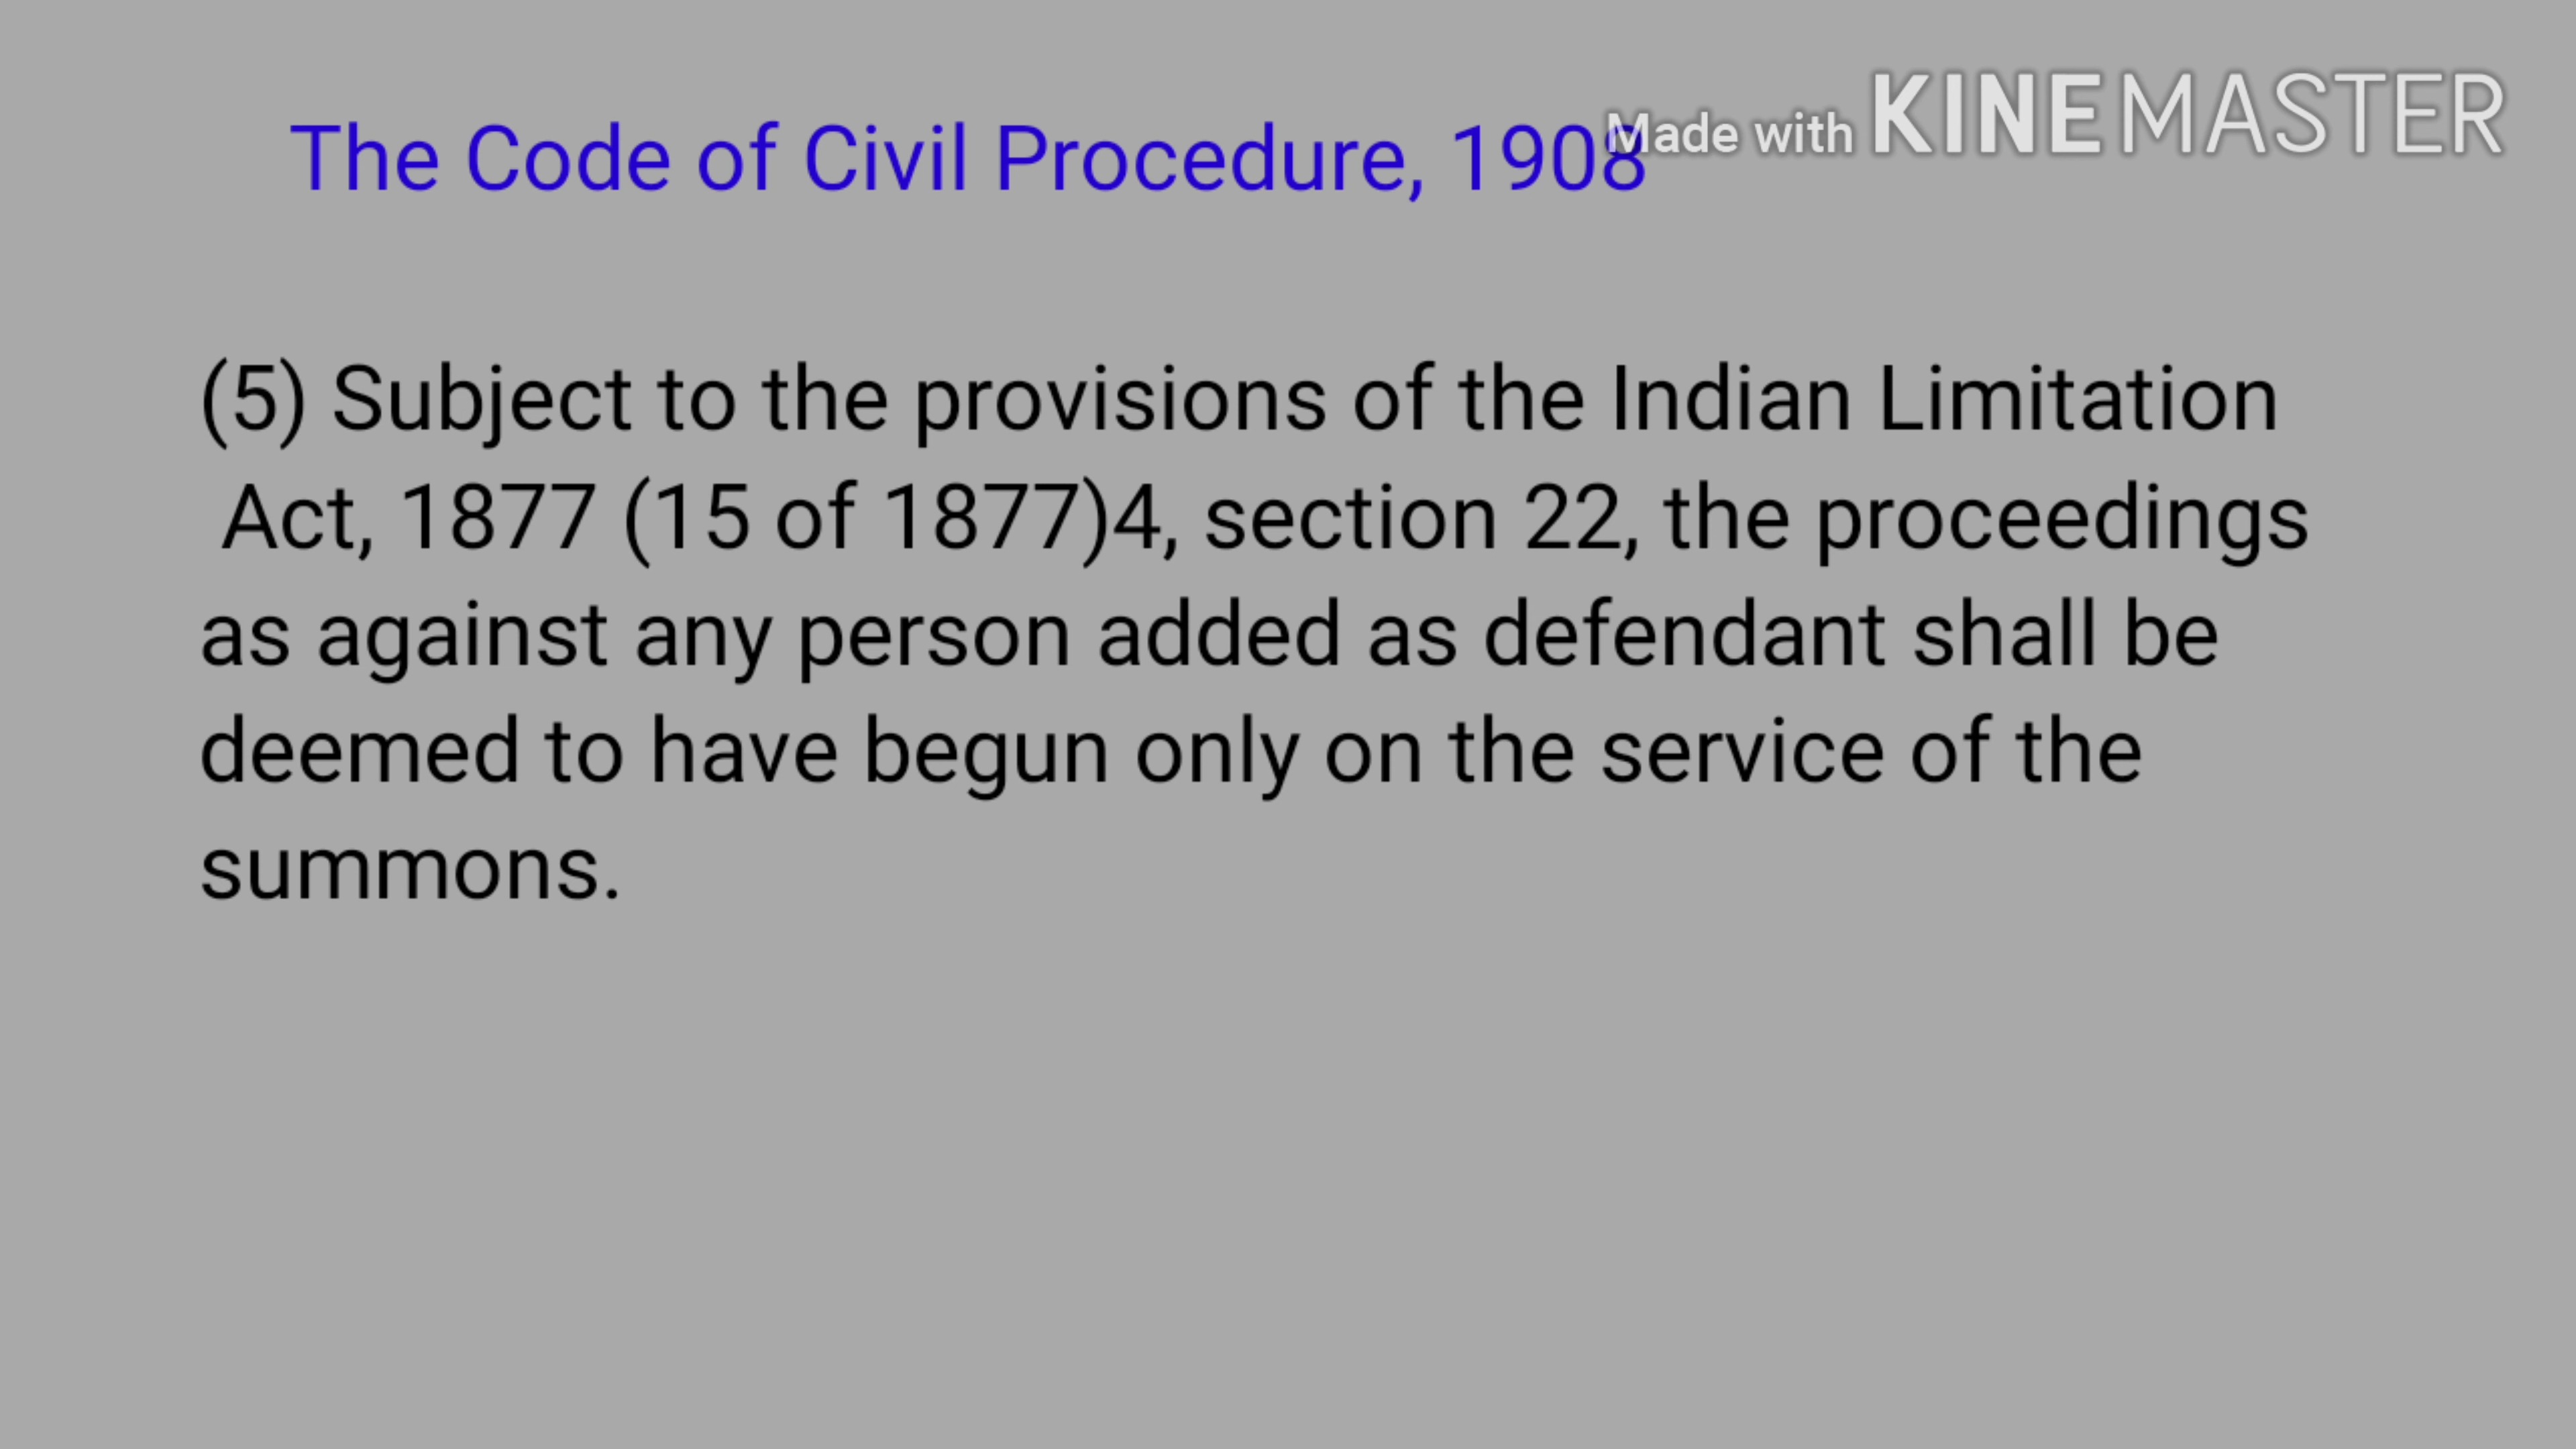 The Code of Civil Procedure, 1908
Made with KINEMASTER
(5) Subject to the provisions of the Indian Limitation
Act, 1877 (15 of 1877)4, section 22, the proceedings
as against any person added as defendant shall be
deemed to have begun only on the service of the
summons.